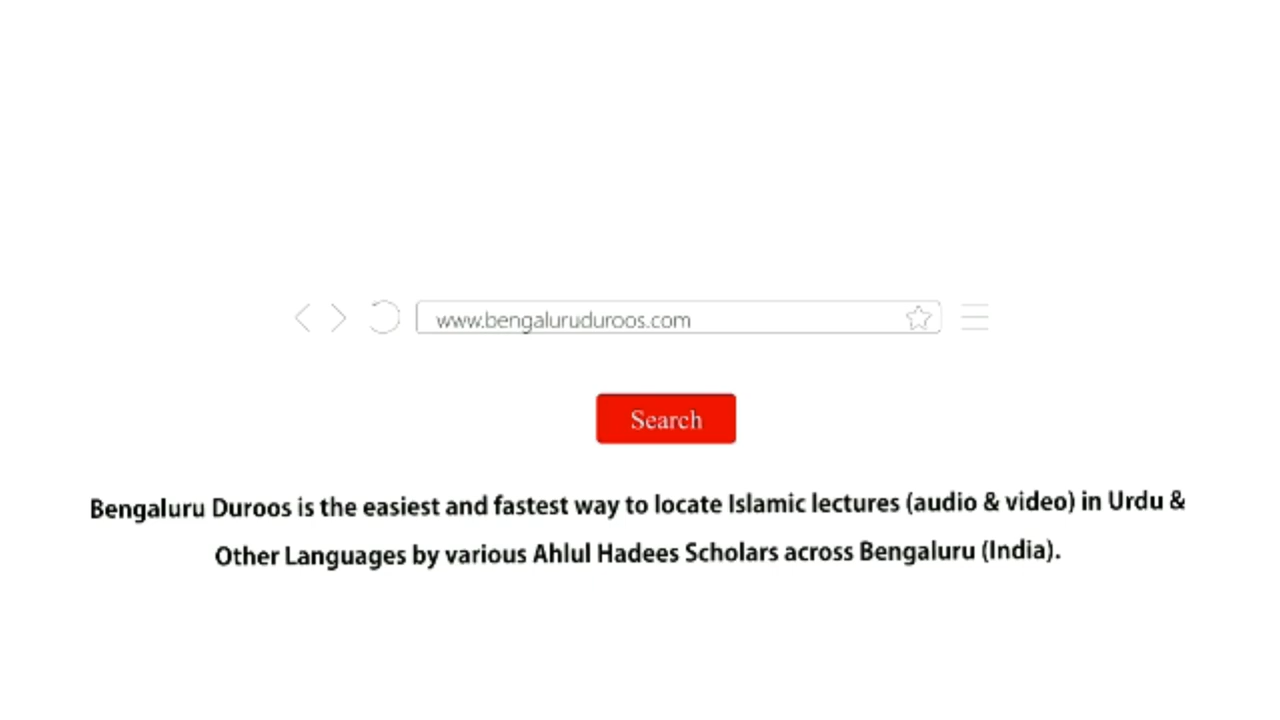 www.bengaluruduroos.com
Search
Bengaluru Duroos is the easiest and fastest way to locate Islamic lectures (audio & video) in Urdu &
Other Languages by various Ahlul Hadees Scholars across Bengaluru (India).